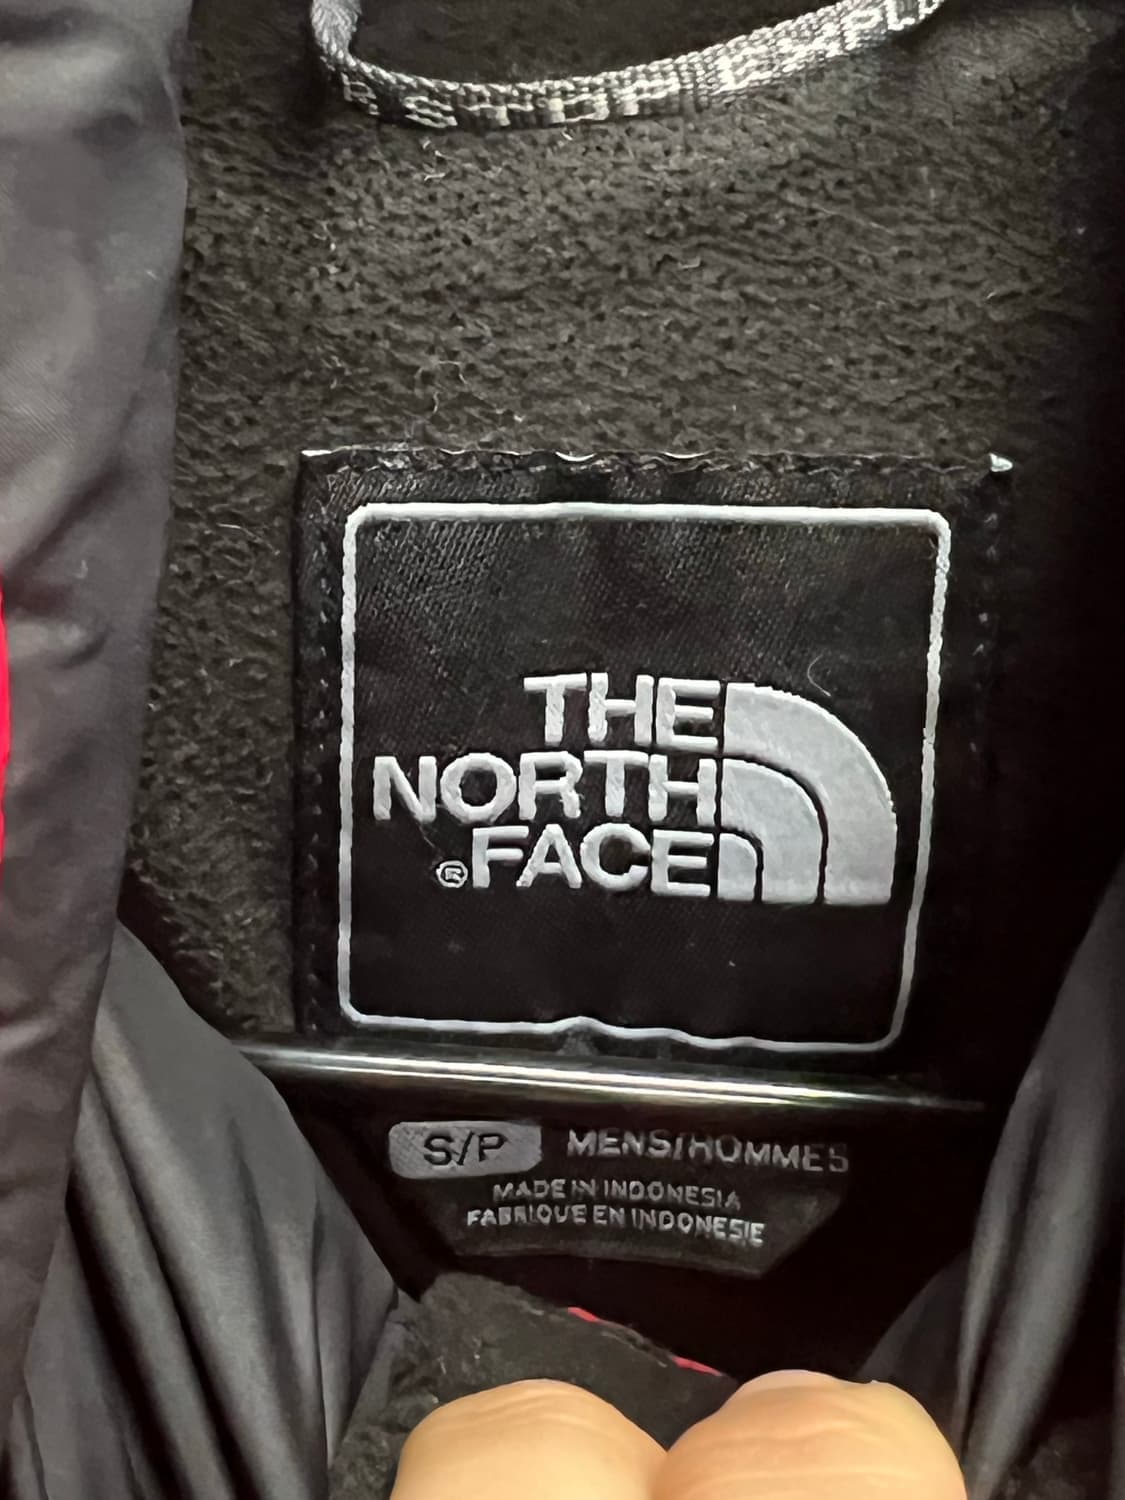 THE
NORTH
®FACE
S/P MENS/HOMMES
MADE IN INDONESIA
FABRIQUE EN INDONESIE